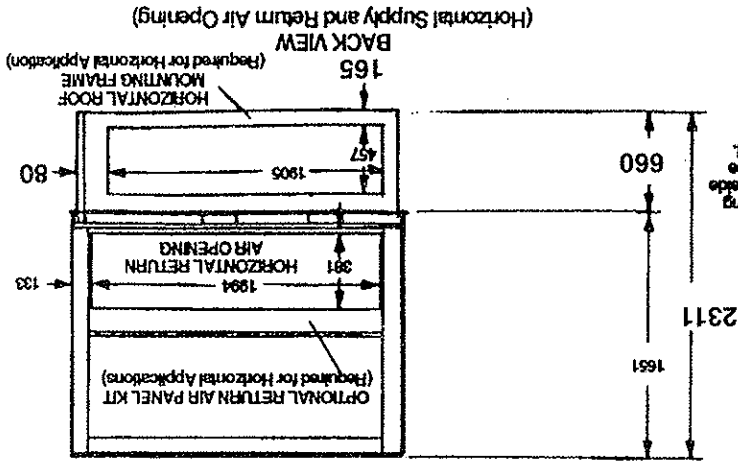 OPTIONAL RETURN AIR PANEL KIT
(Required for Horizontal Applications)
1651
2311
1994
133
381
HORIZONTAL RETURN
AIR OPENING
side
660
1905
80
457
HORIZONTAL ROOF
MOUNTING FRAME
(Required for Horizontal Application)
165
BACK VIEW
(Horizontal Supply and Return Air Opening)